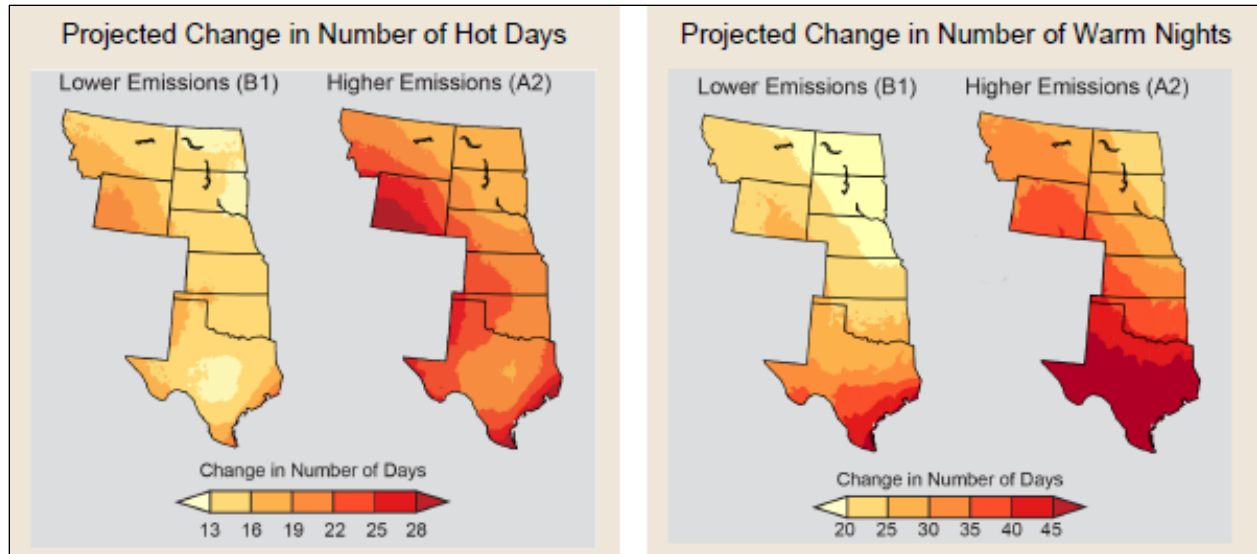 Projected Change in Number of Hot Days
Lower Emissions (B1)
Higher Emissions (A2)
Change in Number of Days
13 16 19 22 25 28
Projected Change in Number of Warm Nights
Lower Emissions (B1)
Higher Emissions (A2)
Change in Number of Days
20 25 30 35 40 45